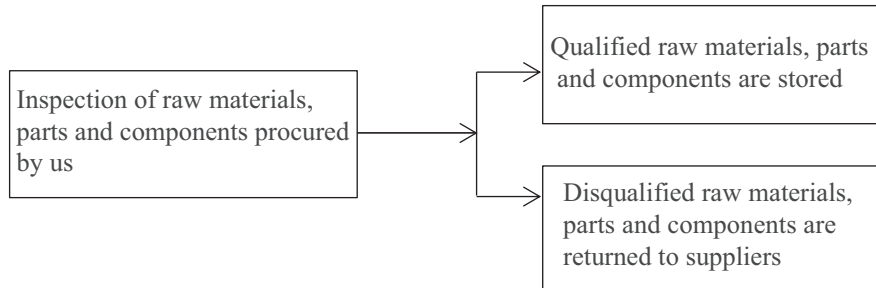 Inspection of raw materials,
parts and components procured
by us
Qualified raw materials, parts
and components are stored
Disqualified raw materials,
parts and components are
returned to suppliers